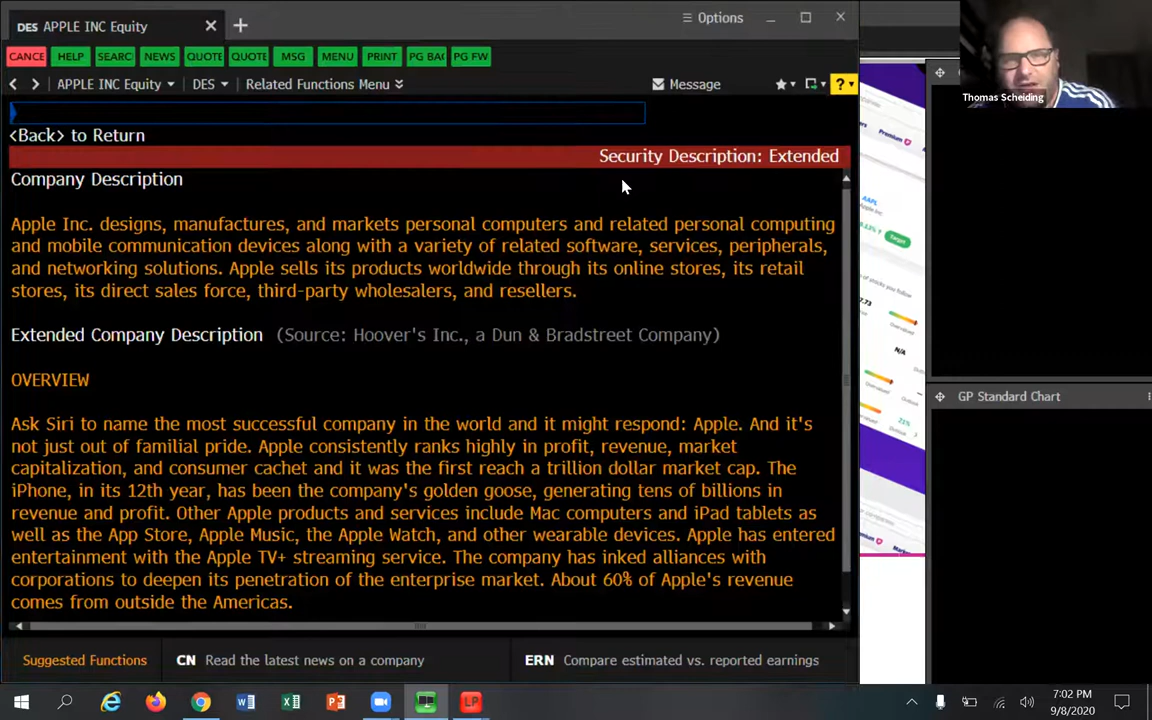 DES APPLE INC Equity
Options
CANCE HELP SEARC NEWS QUOTE QUOTE MSG MENU PRINT PG BAC PG FW
APPLE INC Equity DES Related Functions Menu Message
<Back> to Return
Security Description: Extended
Company Description
Apple Inc. designs, manufactures, and markets personal computers and related personal computing
and mobile communication devices along with a variety of related software, services, peripherals,
and networking solutions. Apple sells its products worldwide through its online stores, its retail
stores, its direct sales force, third-party wholesalers, and resellers.
Extended Company Description (Source: Hoover's Inc., a Dun & Bradstreet Company)
OVERVIEW
Ask Siri to name the most successful company in the world and it might respond: Apple. And it's
not just out of familial pride. Apple consistently ranks highly in profit, revenue, market
capitalization, and consumer cachet and it was the first reach a trillion dollar market cap. The
iPhone, in its 12th year, has been the company's golden goose, generating tens of billions in
revenue and profit. Other Apple products and services include Mac computers and iPad tablets as
well as the App Store, Apple Music, the Apple Watch, and other wearable devices. Apple has entered
entertainment with the Apple TV+ streaming service. The company has inked alliances with
corporations to deepen its penetration of the enterprise market. About 60% of Apple's revenue
comes from outside the Americas.
Suggested Functions CN Read the latest news on a company ERN Compare estimated vs. reported earnings
Thomas Scheiding
Premium
AAPL
Apple Inc
Target
of stocks you follow
Overvalued
N/A
21%
GP Standard Chart
7:02 PM
9/8/2020